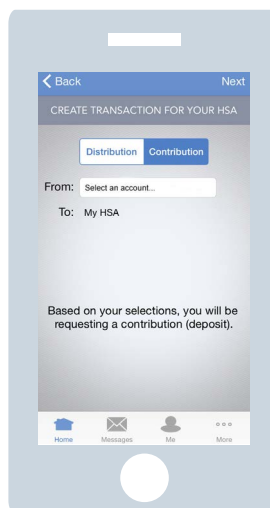 Back Next
CREATE TRANSACTION FOR YOUR HSA
Distribution Contribution
From: Select an account...
To: My HSA
Based on your selections, you will be
requesting a contribution (deposit).
Home Messages Me More